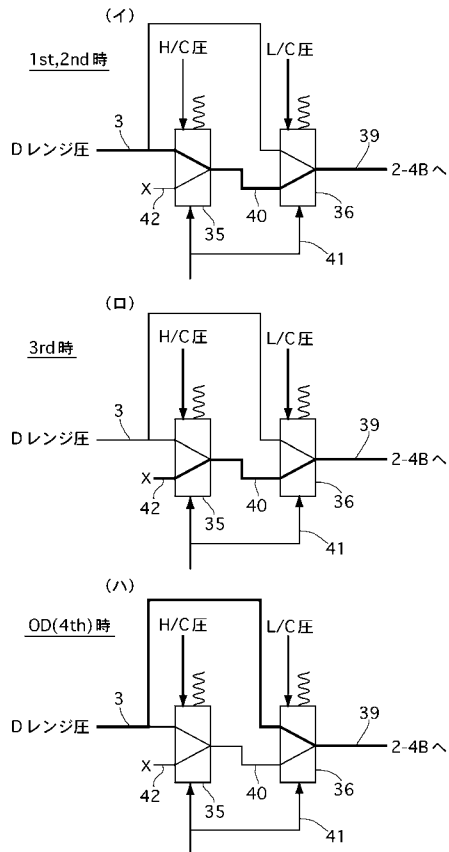 (イ)
1st,2nd時
H/C圧
L/C圧
3
39
Dレンジ圧
2-4Bへ
X
42
40
36
35
41
(ロ)
3rd時
H/C圧
L/C圧
3
39
Dレンジ圧
2-4Bへ
X
42
40
36
35
41
(ハ)
OD(4th)時
H/C圧
L/C圧
3
39
Dレンジ圧
2-4Bへ
X
42
40
36
35
41